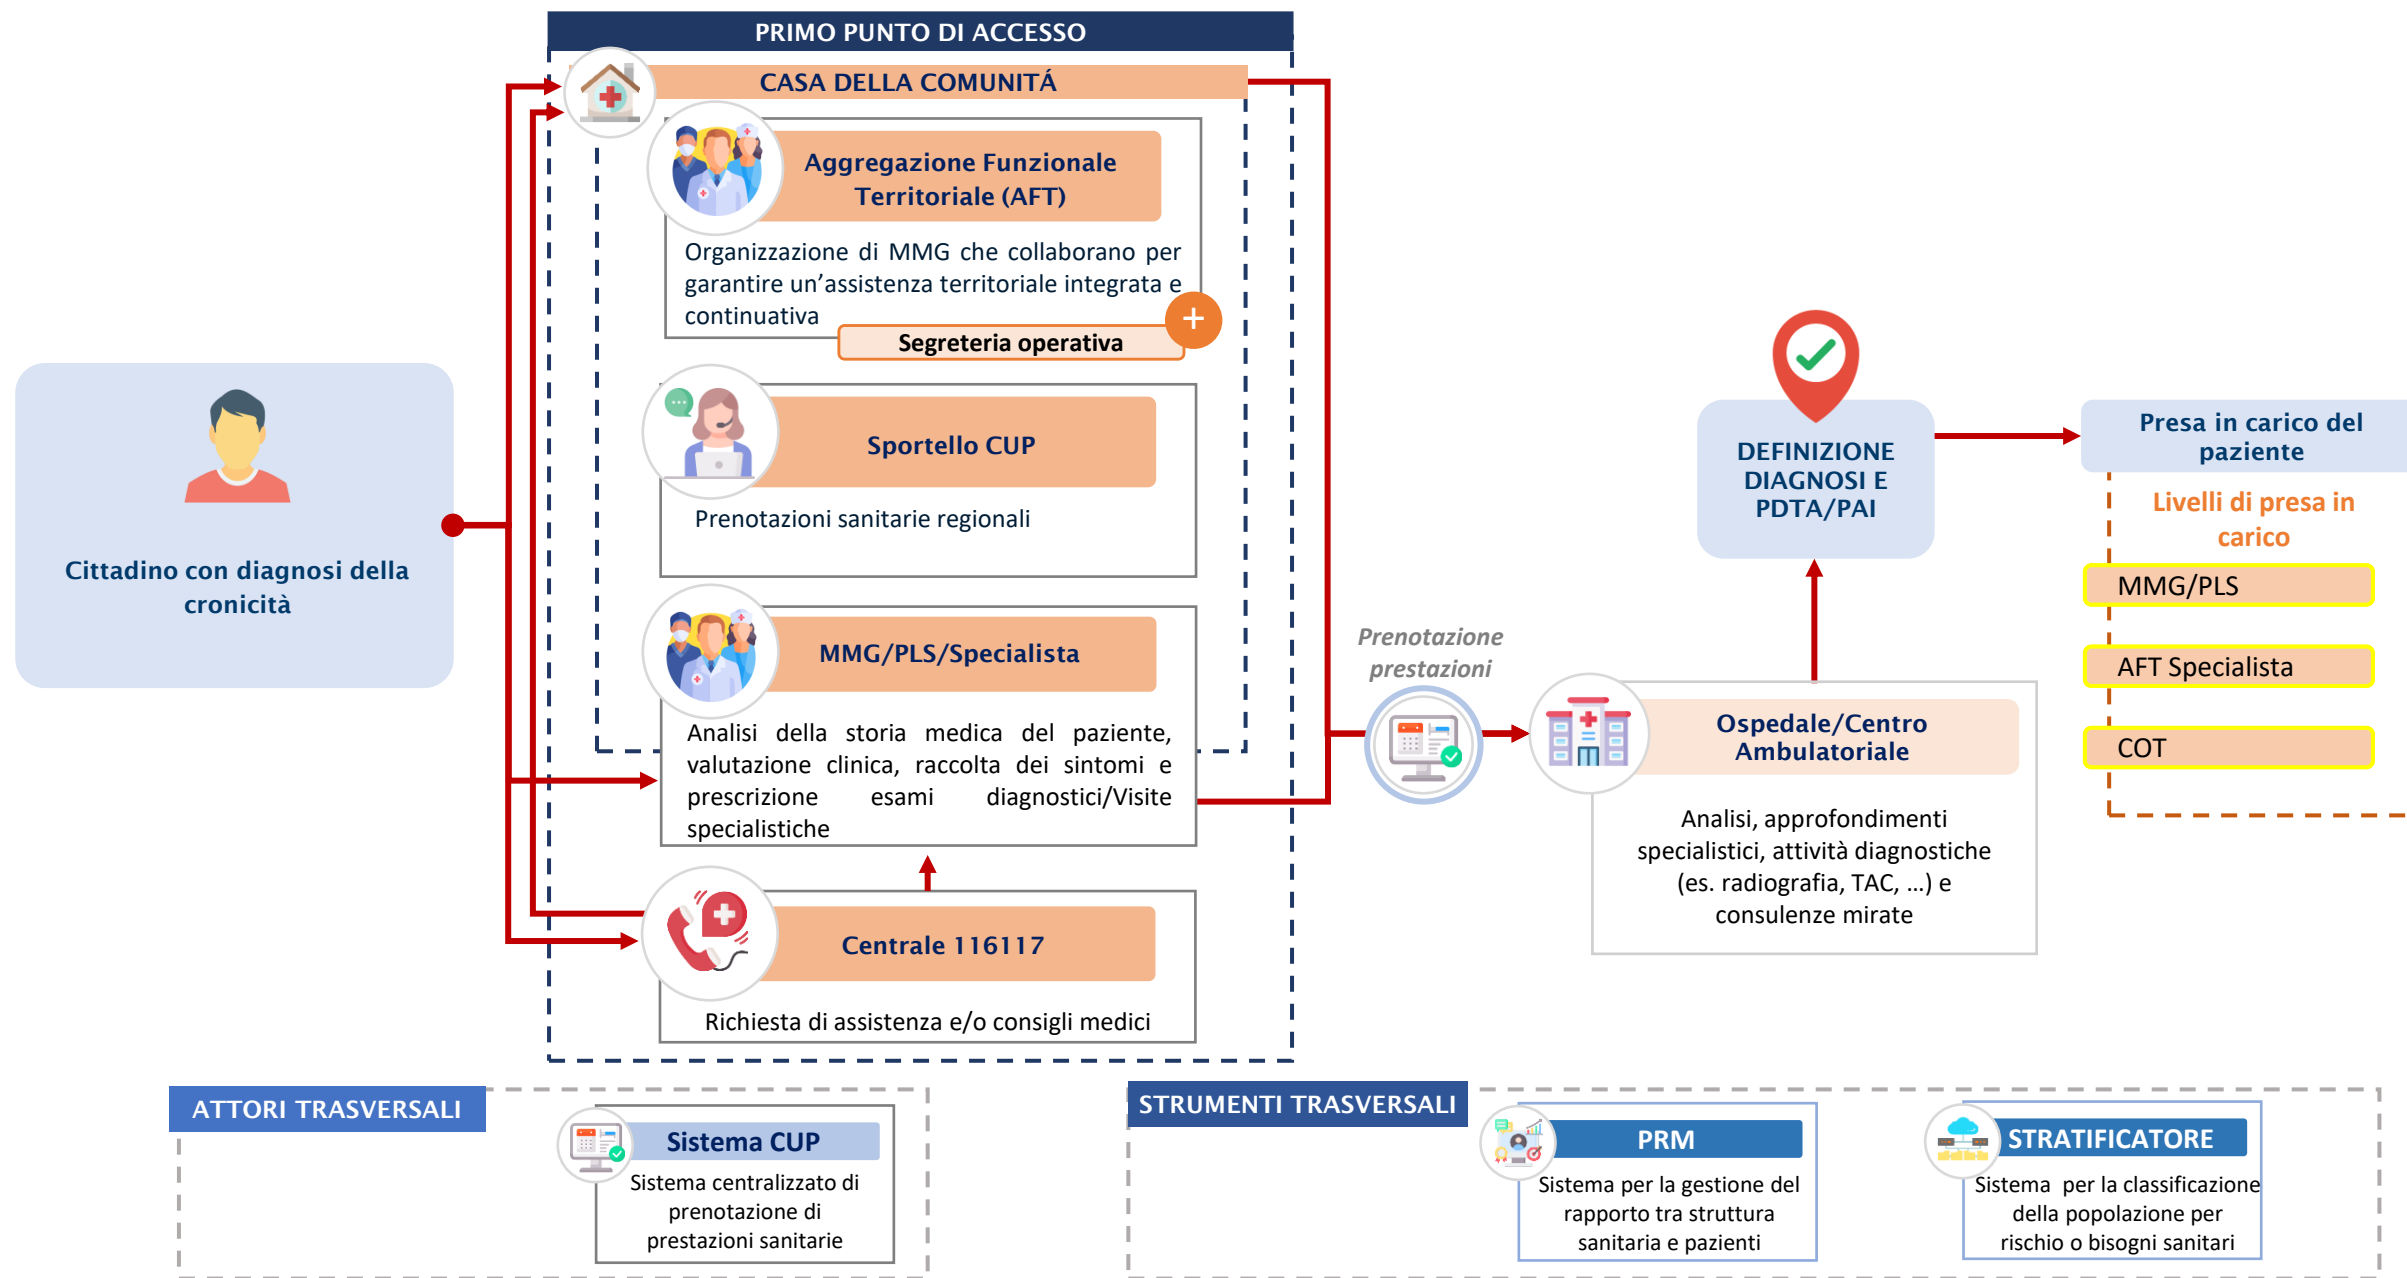 PRIMO PUNTO DI ACCESSO
CASA DELLA COMUNITÁ
Aggregazione Funzionale
Territoriale (AFT)
Organizzazione di MMG che collaborano per
garantire un'assistenza territoriale integrata e
continuativa
+
Segreteria operativa
Sportello CUP
Prenotazioni sanitarie regionali
MMG/PLS/Specialista
Analisi della storia medica del paziente,
valutazione clinica, raccolta dei sintomi e
prescrizione esami diagnostici/Visite
specialistiche
Centrale 116117
Richiesta di assistenza e/o consigli medici
Cittadino con diagnosi della
cronicità
Prenotazione
prestazioni
Ospedale/Centro
Ambulatoriale
Analisi, approfondimenti
specialistici, attività diagnostiche
(es. radiografia, TAC, ...) e
consulenze mirate
DEFINIZIONE
DIAGNOSI E
PDTA/PAI
Presa in carico del
paziente
Livelli di presa in
carico
MMG/PLS
AFT Specialista
COT
ATTORI TRASVERSALI
Sistema CUP
Sistema centralizzato di
prenotazione di
prestazioni sanitarie
STRUMENTI TRASVERSALI
PRM
Sistema per la gestione del
rapporto tra struttura
sanitaria e pazienti
STRATIFICATORE
Sistema per la classificazione
della popolazione per
rischio o bisogni sanitari